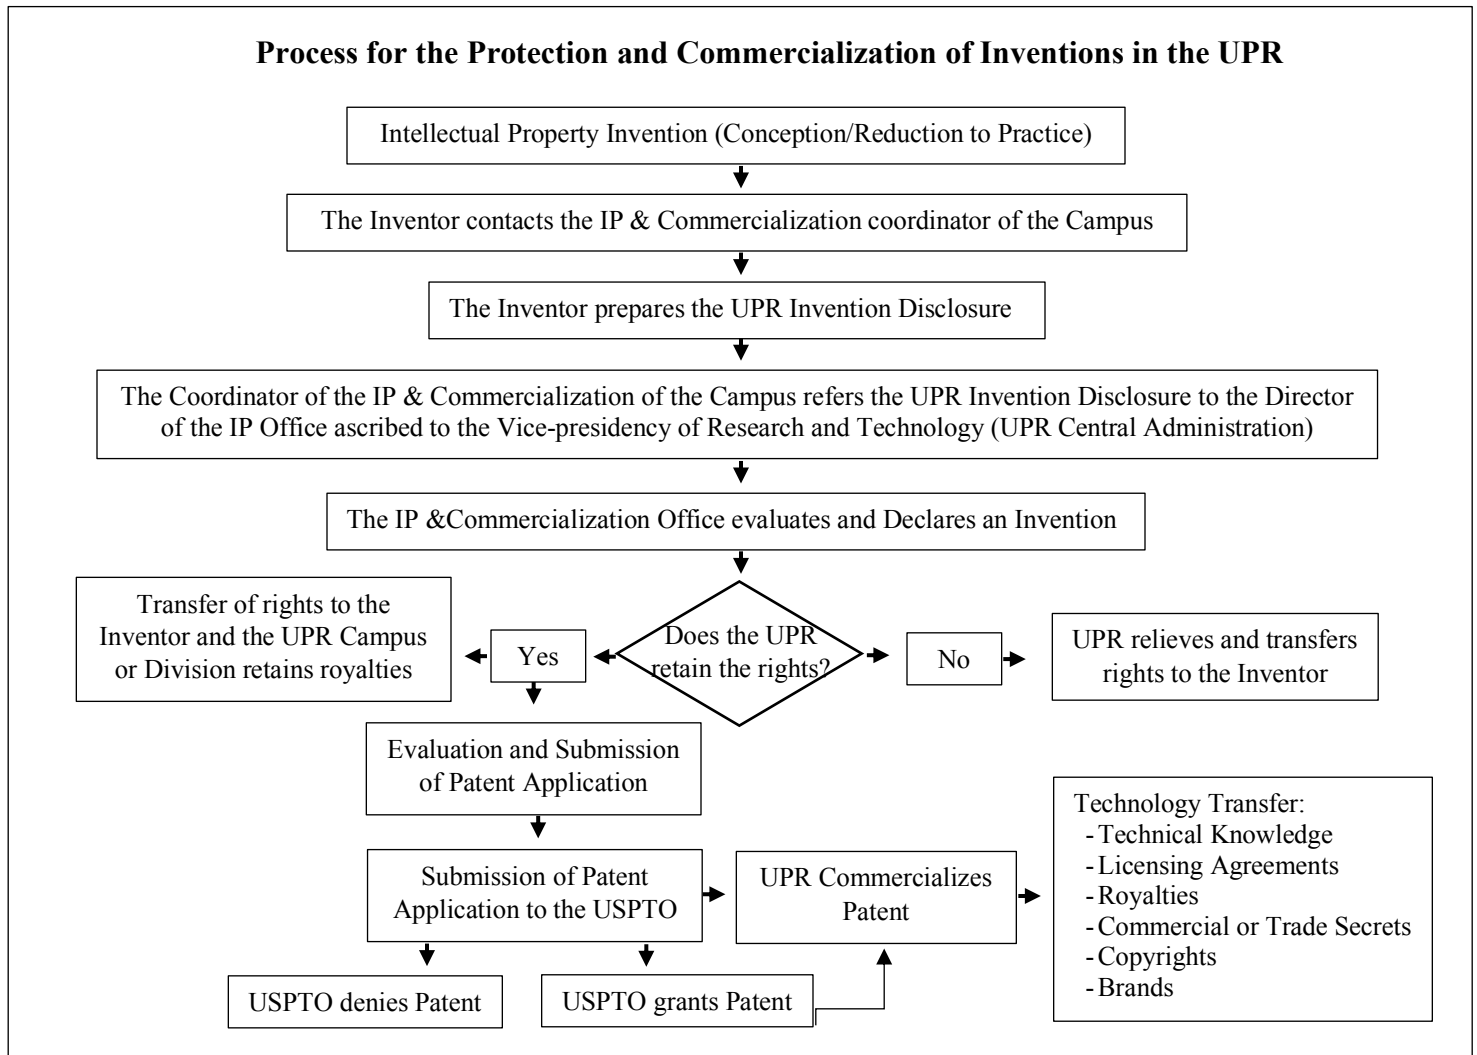 Process for the Protection and Commercialization of Inventions in the UPR
Intellectual Property Invention (Conception/Reduction to Practice)
The Inventor contacts the IP & Commercialization coordinator of the Campus
The Inventor prepares the UPR Invention Disclosure
The Coordinator of the IP & Commercialization of the Campus refers the UPR Invention Disclosure to the Director
of the IP Office ascribed to the Vice-presidency of Research and Technology (UPR Central Administration)
The IP &Commercialization Office evaluates and Declares an Invention
Does the UPR
retain the rights?
Yes
Transfer of rights to the
Inventor and the UPR Campus
or Division retains royalties
No
UPR relieves and transfers
rights to the Inventor
Evaluation and Submission
of Patent Application
Submission of Patent
Application to the USPTO
UPR Commercializes
Patent
Technology Transfer:
-Technical Knowledge
-Licensing Agreements
-Royalties
-Commercial or Trade Secrets
-Copyrights
-Brands
USPTO denies Patent
USPTO grants Patent